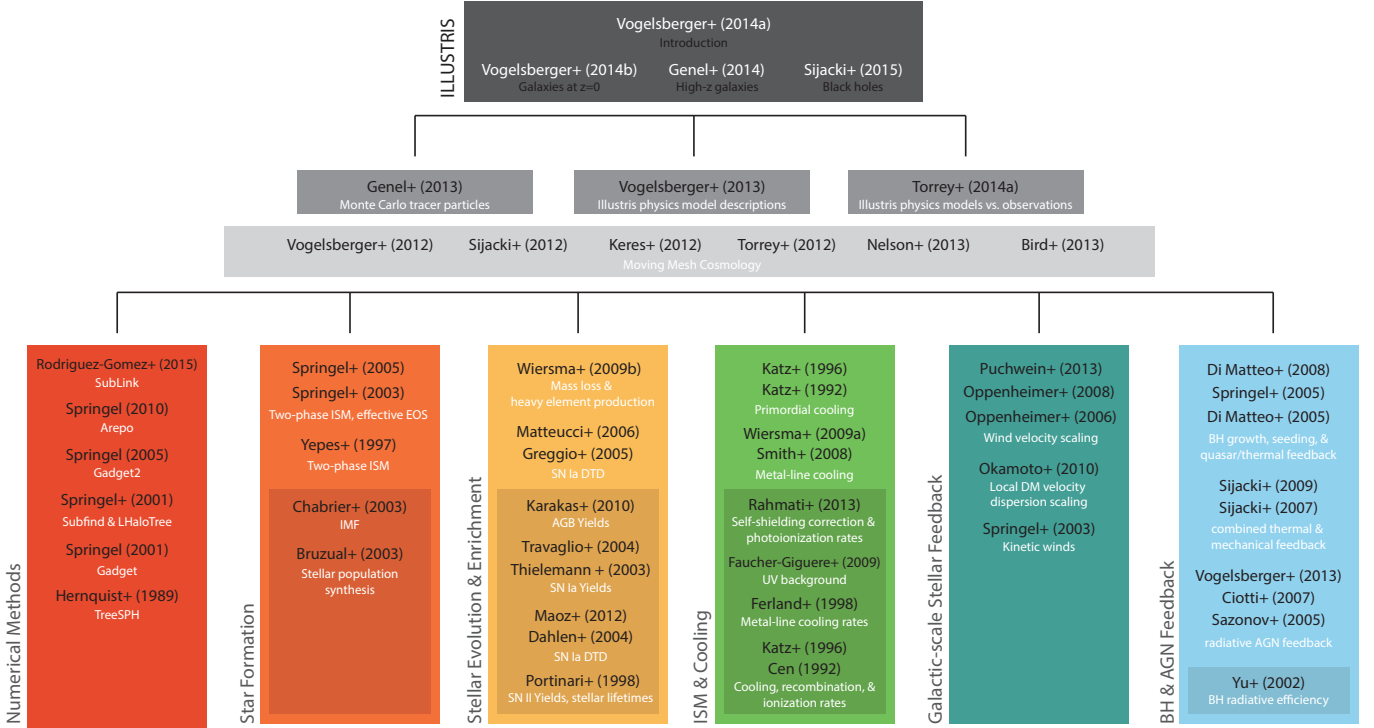 ILLUSTRIS
Vogelsberger+ (2014a)
Introduction
Vogelsberger+ (2014b)
Galaxies at z=0
Genel+ (2014)
High-z galaxies
Sijacki+ (2015)
Black holes
Genel+ (2013)
Monte Carlo tracer particles
Vogelsberger+ (2013)
Illustris physics model descriptions
Torrey+ (2014a)
Illustris physics models vs. observations
Vogelsberger+ (2012) Sijacki+ (2012) Keres+ (2012) Torrey+ (2012) Nelson+ (2013) Bird+ (2013)
Moving Mesh Cosmology
Numerical Methods
Rodriguez-Gomez+ (2015)
SubLink
Springel (2010)
Arepo
Springel (2005)
Gadget2
Springel+ (2001)
Subfind & LHaloTree
Springel (2001)
Gadget
Hernquist+ (1989)
TreeSPH
Star Formation
Springel+ (2005)
Springel+ (2003)
Two-phase ISM, effective EOS
Yepes+ (1997)
Two-phase ISM
Chabrier+ (2003)
IMF
Bruzual+ (2003)
Stellar population
synthesis
Stellar Evolution & Enrichment
Wiersma+ (2009b)
Mass loss &
heavy element production
Matteucci+ (2006)
Greggio+ (2005)
SN Ia DTD
Karakas+ (2010)
AGB Yields
Travaglio+ (2004)
Thielemann + (2003)
SN Ia Yields
Maoz+ (2012)
Dahlen+ (2004)
SN Ia DTD
Portinari+ (1998)
SN II Yields, stellar lifetimes
ISM & Cooling
Katz+ (1996)
Katz+ (1992)
Primordial cooling
Wiersma+ (2009a)
Smith+ (2008)
Metal-line cooling
Rahmati+ (2013)
Self-shielding correction &
photoionization rates
Faucher-Giguere+ (2009)
UV background
Ferland+ (1998)
Metal-line cooling rates
Katz+ (1996)
Cen (1992)
Cooling, recombination, &
ionization rates
Galactic-scale Stellar Feedback
Puchwein+ (2013)
Oppenheimer+ (2008)
Oppenheimer+ (2006)
Wind velocity scaling
Okamoto+ (2010)
Local DM velocity
dispersion scaling
Springel+ (2003)
Kinetic winds
BH & AGN Feedback
Di Matteo+ (2008)
Springel+ (2005)
Di Matteo+ (2005)
BH growth, seeding, &
quasar/thermal feedback
Sijacki+ (2009)
Sijacki+ (2007)
combined thermal &
mechanical feedback
Vogelsberger+ (2013)
Ciotti+ (2007)
Sazonov+ (2005)
radiative AGN feedback
Yu+ (2002)
BH radiative efficiency